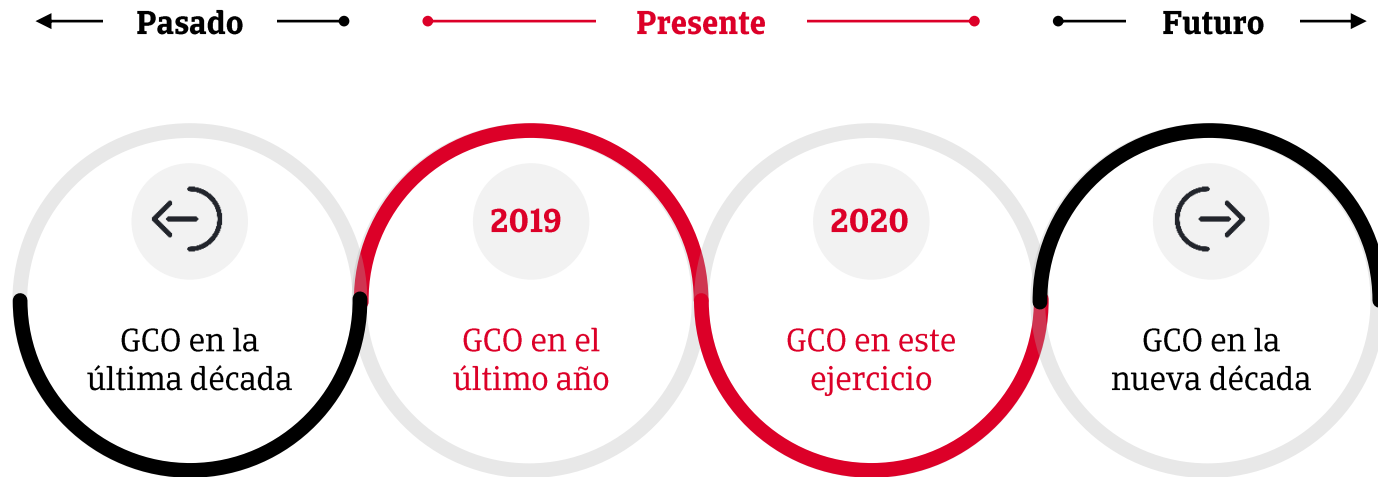 Pasado
Presente
Futuro
2019
2020
GCO en la
última década
GCO en el
último año
GCO en este
ejercicio
GCO en la
nueva década